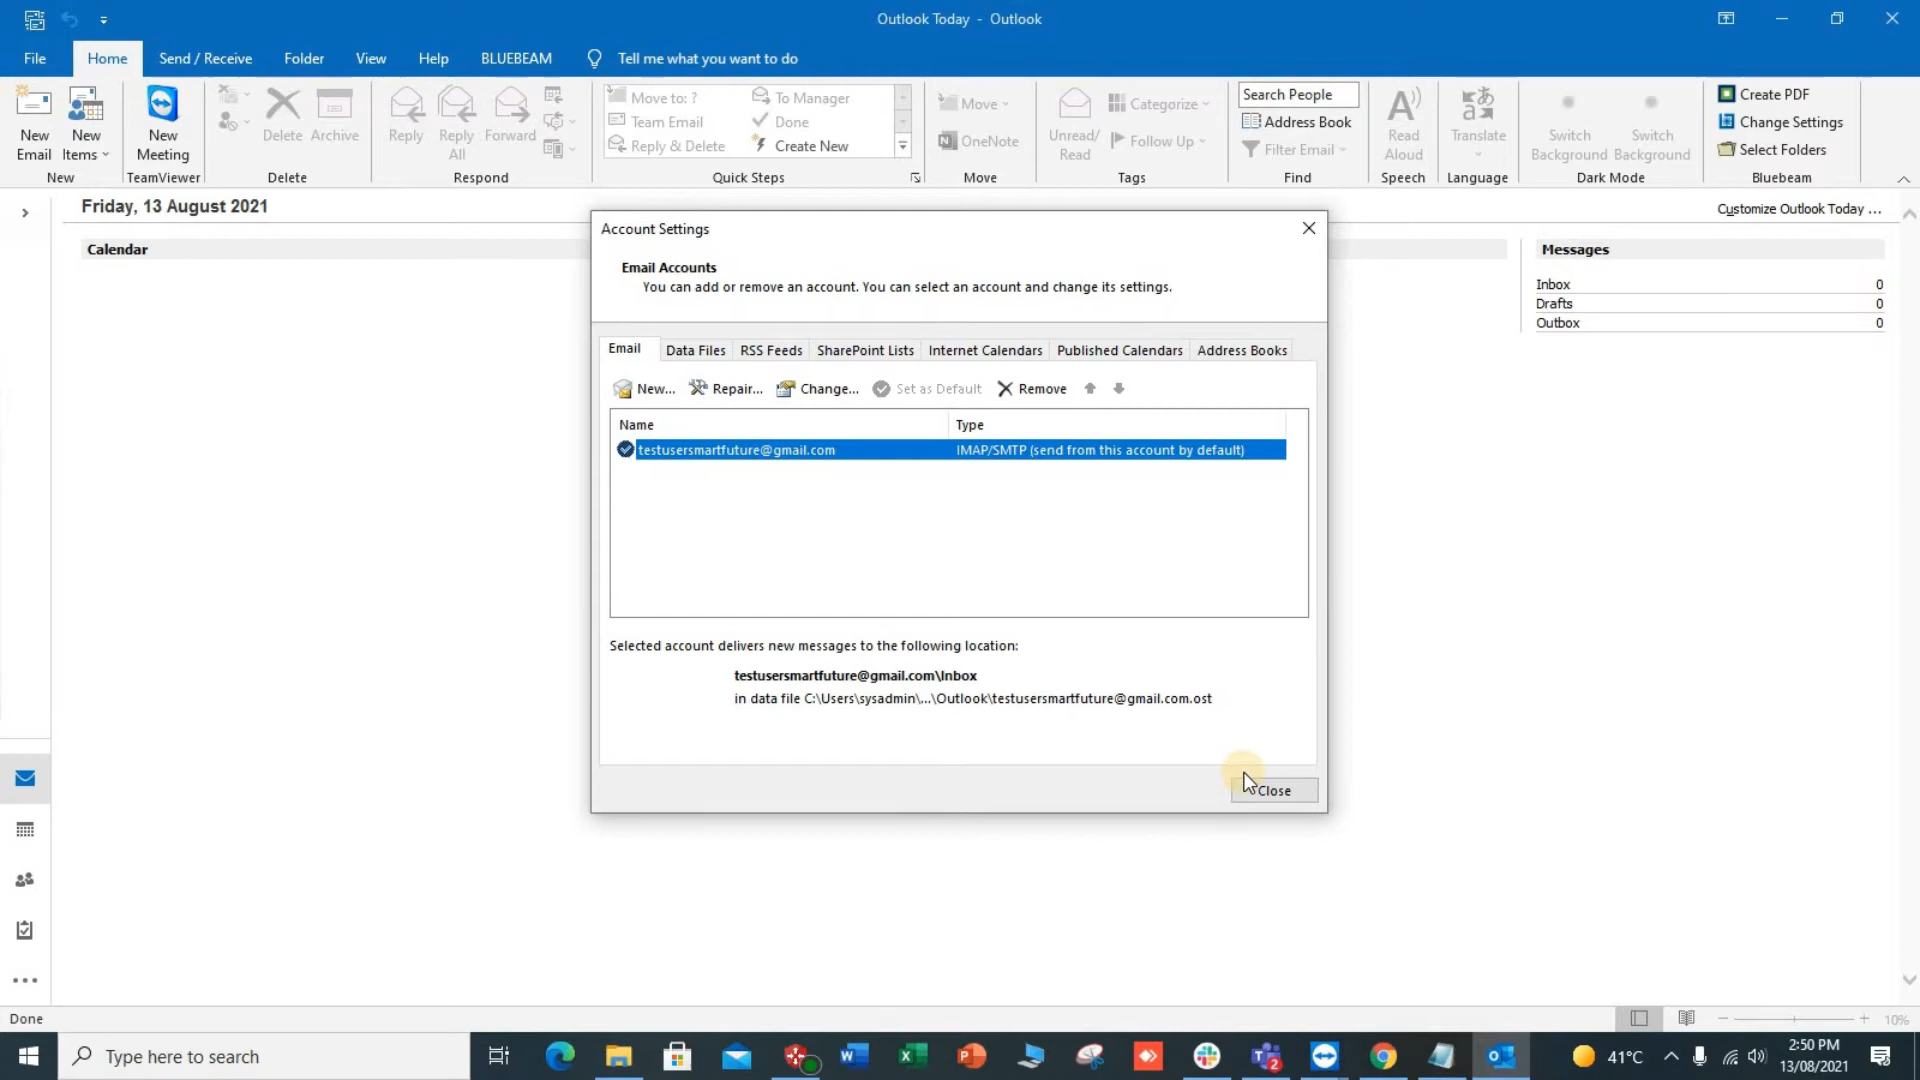 Outlook Today - Outlook
File Home Send / Receive Folder View Help BLUEBEAM Tell me what you want to do
New Email
New Items
New
New Meeting
TeamViewer
Delete Archive
Delete
Reply Reply All Forward
Respond
Move to: ? To Manager
Team Email Done
Reply & Delete Create New
Quick Steps
Move
OneNote
Move
Unread/ Read
Categorize
Follow Up
Tags
Search People
Address Book
Filter Email
Find
Read Aloud
Speech
Translate
Language
Switch Background
Switch Background
Dark Mode
Create PDF
Change Settings
Select Folders
Bluebeam
Friday, 13 August 2021
Customize Outlook Today ...
Calendar
Messages
Inbox 0
Drafts 0
Outbox 0
Account Settings
Email Accounts
You can add or remove an account. You can select an account and change its settings.
Email Data Files RSS Feeds SharePoint Lists Internet Calendars Published Calendars Address Books
New... Repair... Change... Set as Default Remove
Name Type
testusersmartfuture@gmail.com IMAP/SMTP (send from this account by default)
Selected account delivers new messages to the following location:
testusersmartfuture@gmail.com\Inbox
in data file C:\Users\sysadmin\...\Outlook\testusersmartfuture@gmail.com.ost
Close
Done
10%
Type here to search
41°C
2:50 PM
13/08/2021